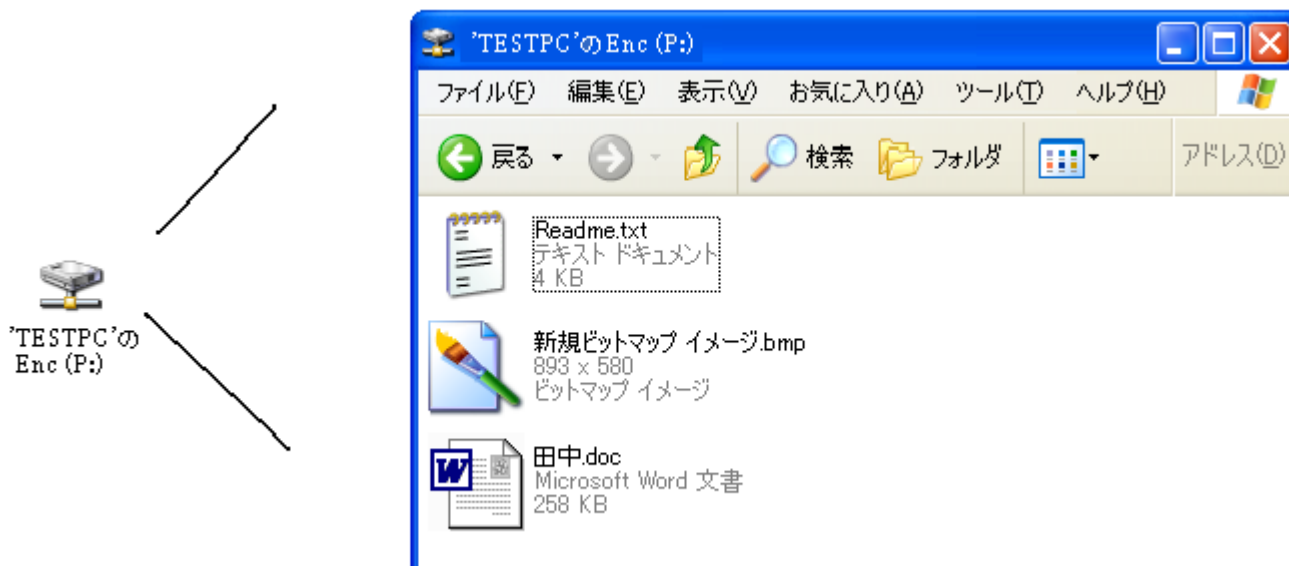 'TESTPC'の Enc (P:)
ファイル(F) 編集(E) 表示(V) お気に入り(A) ツール(T) ヘルプ(H)
戻る 検索 フォルダ アドレス(D)
Readme.txt
テキスト ドキュメント
4 KB
新規ビットマップ イメージ.bmp
893 x 580
ビットマップ イメージ
田中.doc
Microsoft Word 文書
258 KB
'TESTPC'の
Enc (P:)